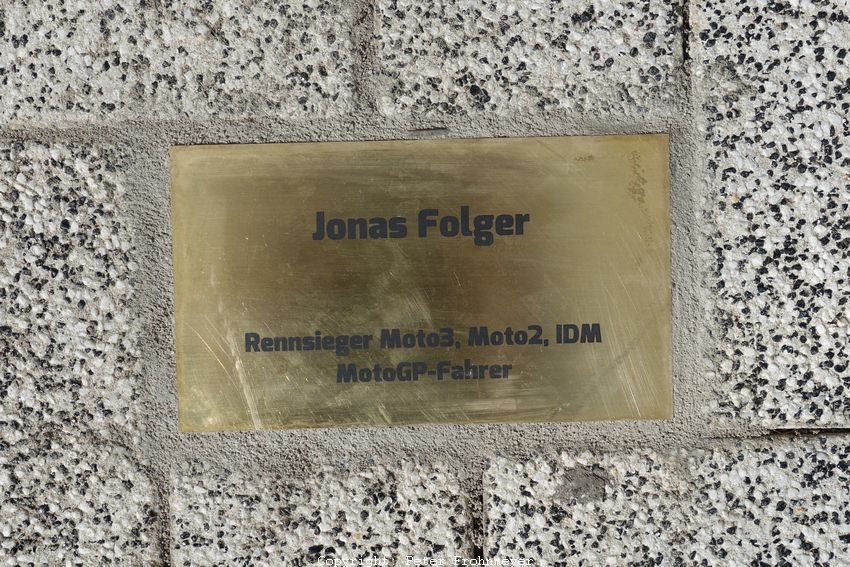 Jonas Folger
Rennsieger Moto3, Moto2, IDM
MotoGP-Fahrer
Copyright: Peter Frohnmeyer